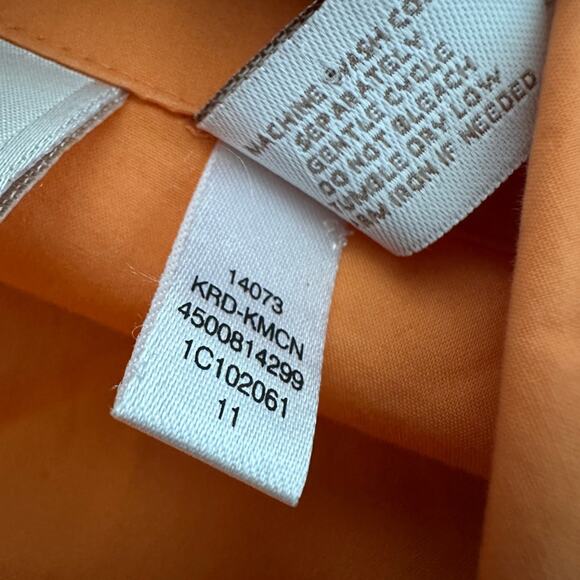 MACHINE WASH CO
SEPARATELY
GENTLE CYCLE
DO NOT BLEACH
TUMBLE DRY LOW
IRON IF NEEDED
14073
KRD-KMCN
4500814299
1C102061
11